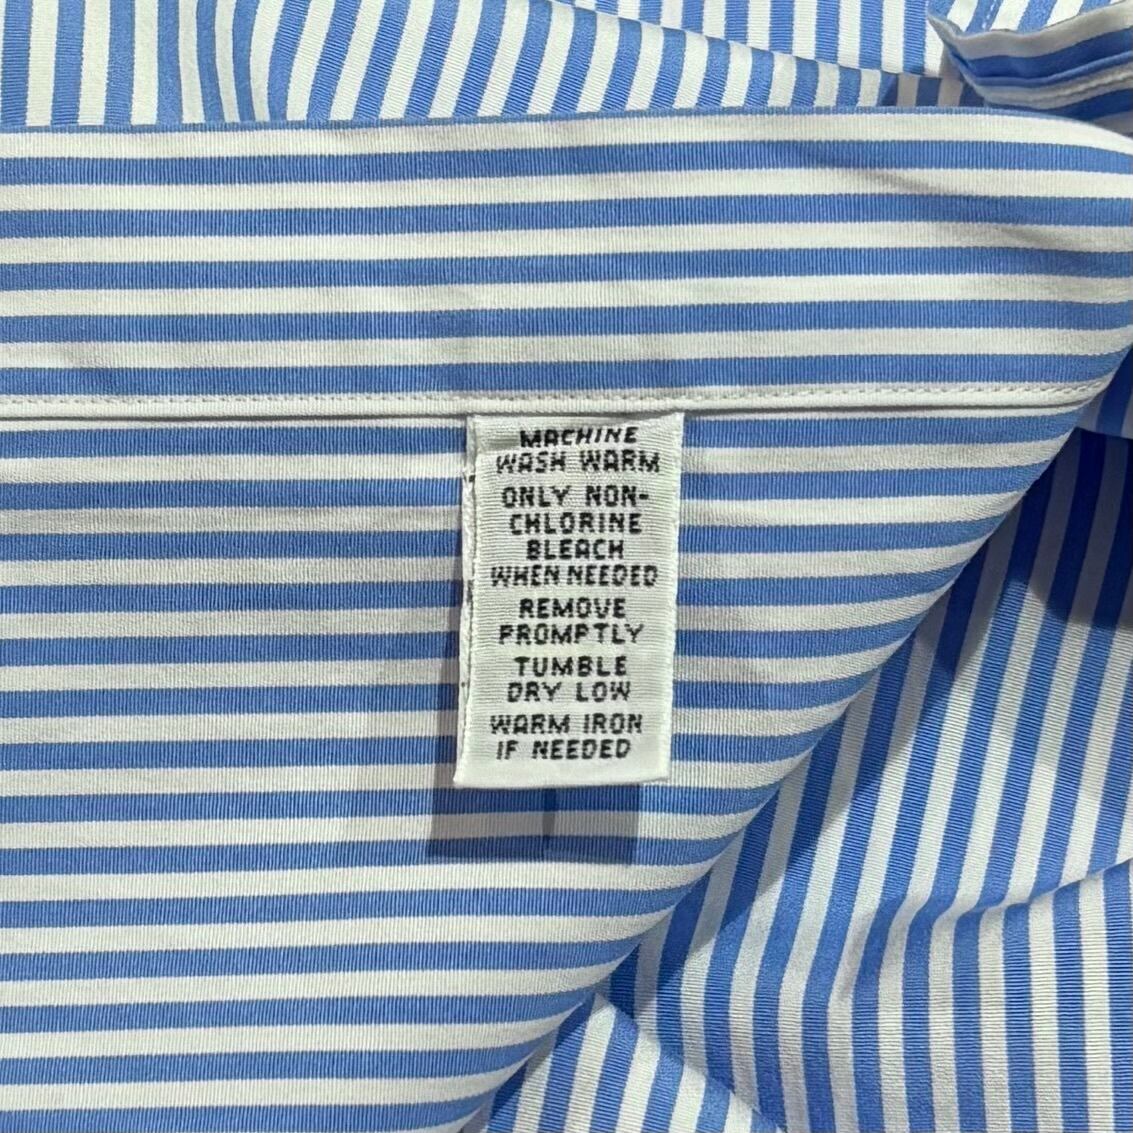 MACHINE
WASH WARM
ONLY NON-
CHLORINE
BLEACH
WHEN NEEDED
REMOVE
PROMPTLY
TUMBLE
DRY LOW
WARM IRON
IF NEEDED